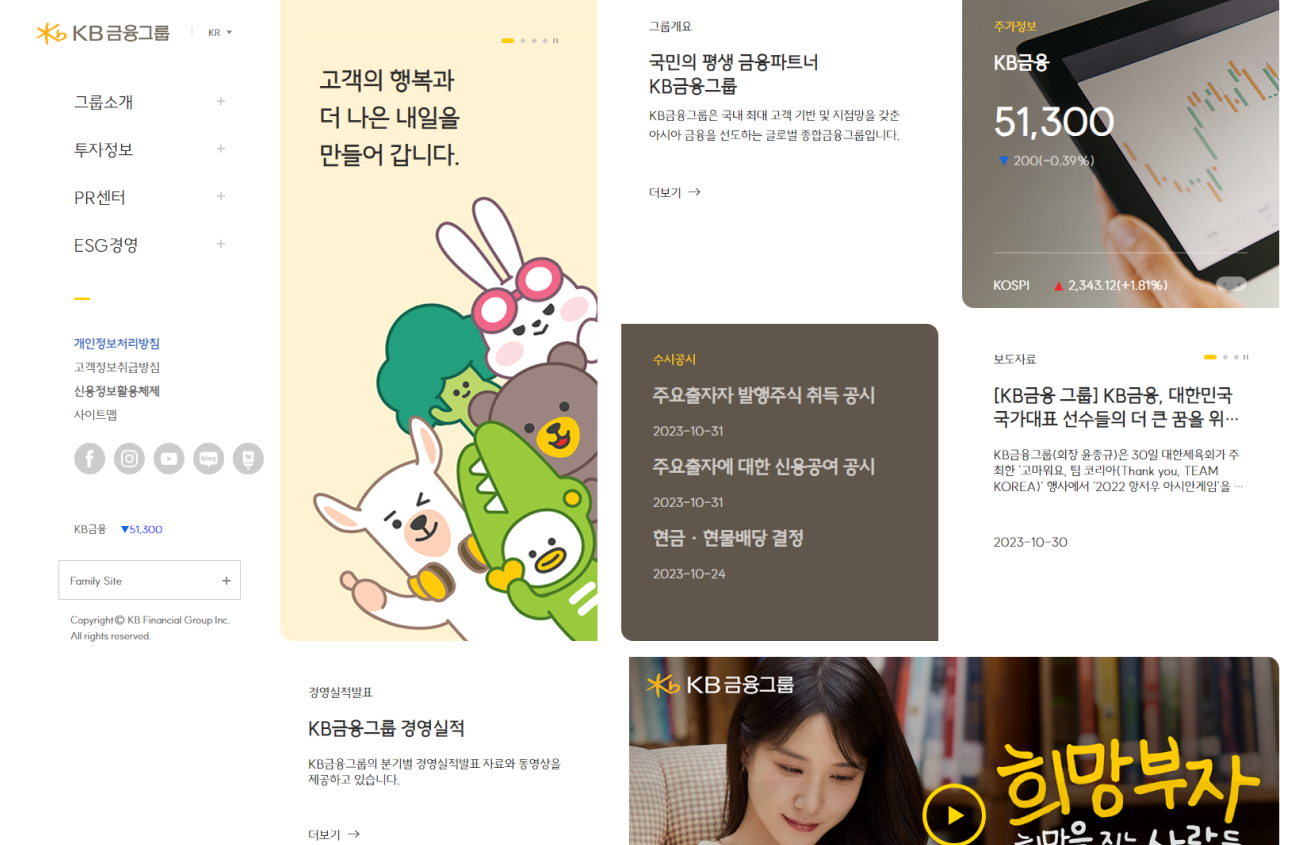 KB금융그룹
KR
그룹소개
투자정보
PR센터
ESG경영
개인정보처리방침
고객정보취급방침
신용정보활용체제
사이트맵
blog
N
KB금융 ▼51,300
Family Site
Copyright© KB Financial Group Inc.
All rights reserved.
고객의 행복과
더 나은 내일을
만들어 갑니다.
그룹개요
국민의 평생 금융파트너
KB금융그룹
KB금융그룹은 국내 최대 고객 기반 및 지점망을 갖춘
아시아 금융을 선도하는 글로벌 종합금융그룹입니다.
더보기 →
주가정보
KB금융
51,300
▼ 200(-0.39%)
KOSPI ▲ 2,343.12(+1.81%)
수시공시
주요출자자 발행주식 취득 공시
2023-10-31
주요출자에 대한 신용공여 공시
2023-10-31
현금 · 현물배당 결정
2023-10-24
보도자료
[KB금융 그룹] KB금융, 대한민국
국가대표 선수들의 더 큰 꿈을 위…
KB금융그룹(회장 윤종규)은 30일 대한체육회가 주
최한 '고마워요, 팀 코리아(Thank you, TEAM
KOREA)' 행사에서 '2022 항저우 아시안게임'을 …
2023-10-30
경영실적발표
KB금융그룹 경영실적
KB금융그룹의 분기별 경영실적발표 자료와 동영상을
제공하고 있습니다.
더보기 →
KB금융그룹
희망부자
희망을 지는 사람들